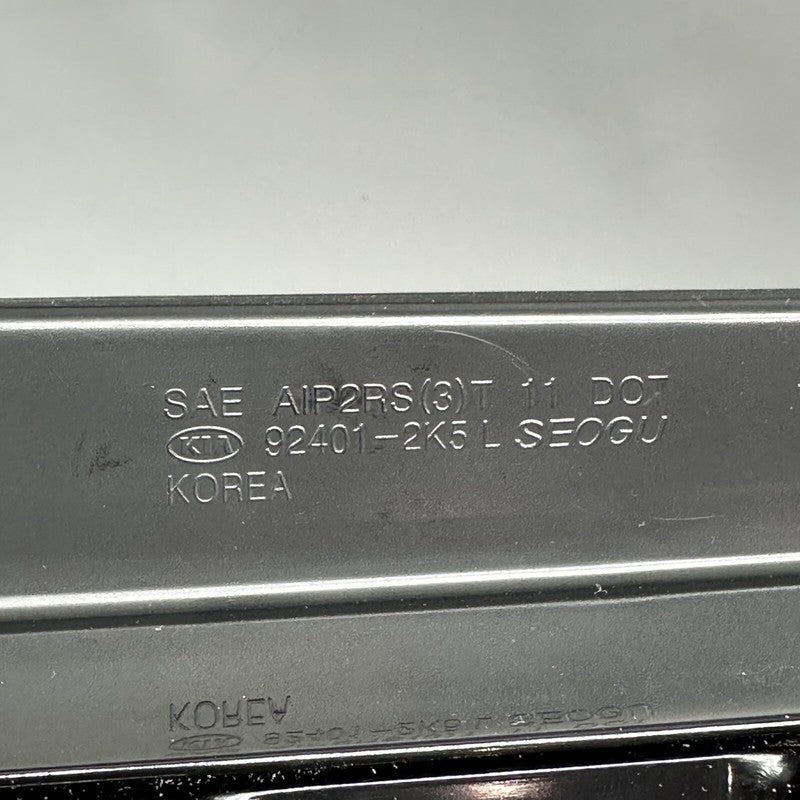 SAE AIP2RS(3)T 11 DOT
KIA 92401-2K5 L SEOGU
KOREA